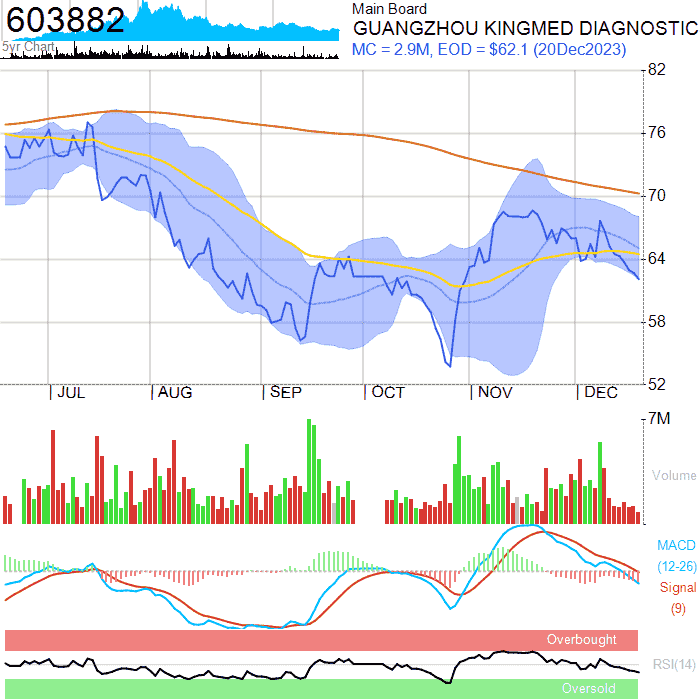 603882
5yr Chart
Main Board
GUANGZHOU KINGMED DIAGNOSTIC
MC = 2.9M, EOD = $62.1 (20Dec2023)
82
76
70
64
58
52
JUL
AUG
SEP
OCT
NOV
DEC
7M
Volume
MACD
(12-26)
Signal
(9)
Overbought
RSI(14)
Oversold